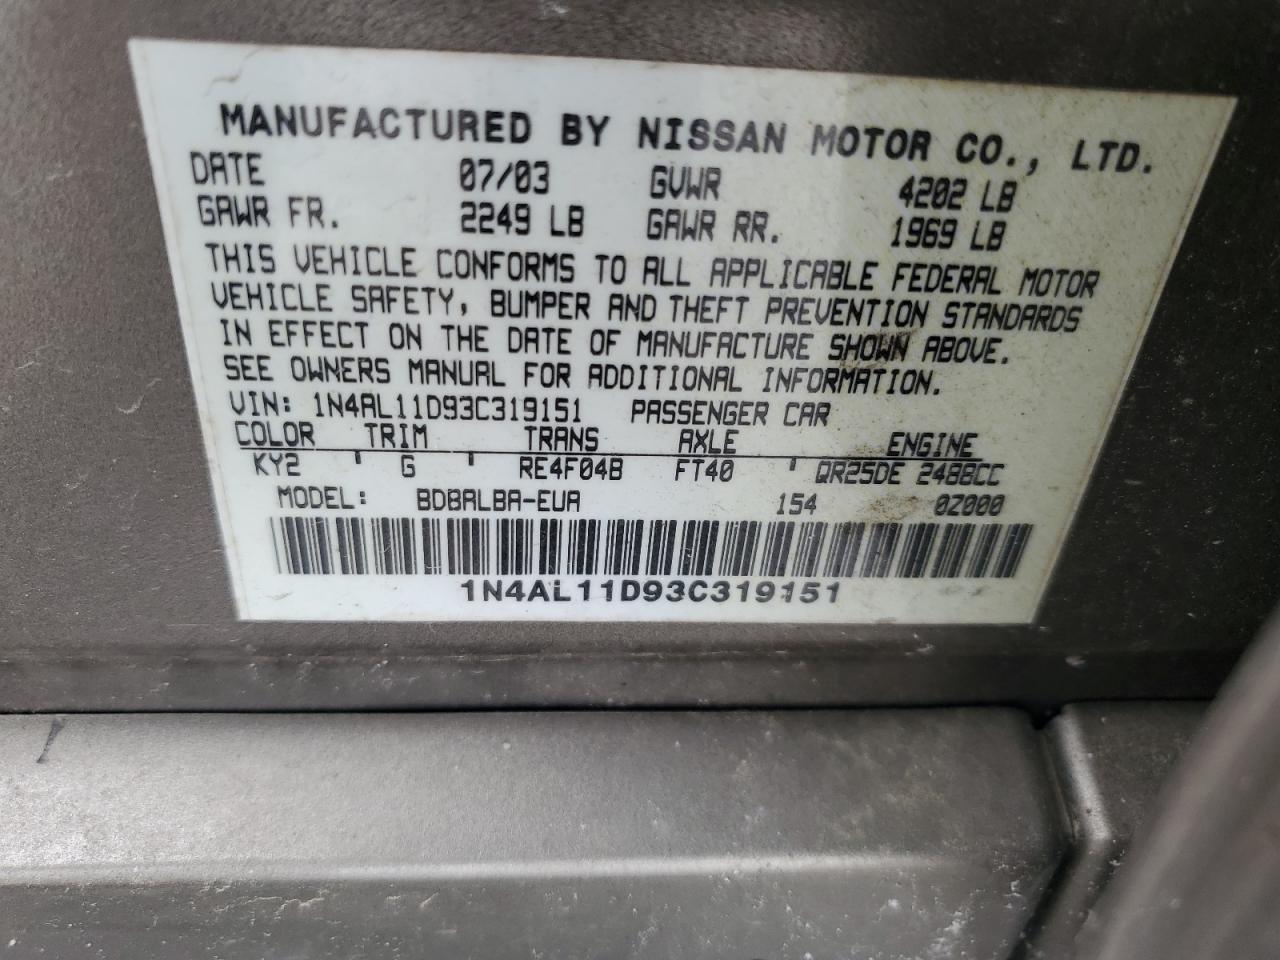 MANUFACTURED BY NISSAN MOTOR CO., LTD.
DATE 07/03 GVWR 4202 LB
GAWR FR. 2249 LB GAWR RR. 1969 LB
THIS VEHICLE CONFORMS TO ALL APPLICABLE FEDERAL MOTOR
VEHICLE SAFETY, BUMPER AND THEFT PREVENTION STANDARDS
IN EFFECT ON THE DATE OF MANUFACTURE SHOWN ABOVE.
SEE OWNERS MANUAL FOR ADDITIONAL INFORMATION.
VIN: 1N4AL11D93C319151 PASSENGER CAR
COLOR TRIM TRANS AXLE ENGINE
KY2 G RE4F04B FT40 QR25DE 2488CC
MODEL: BDBALBA-EUA 154 0Z000
1N4AL11D93C319151